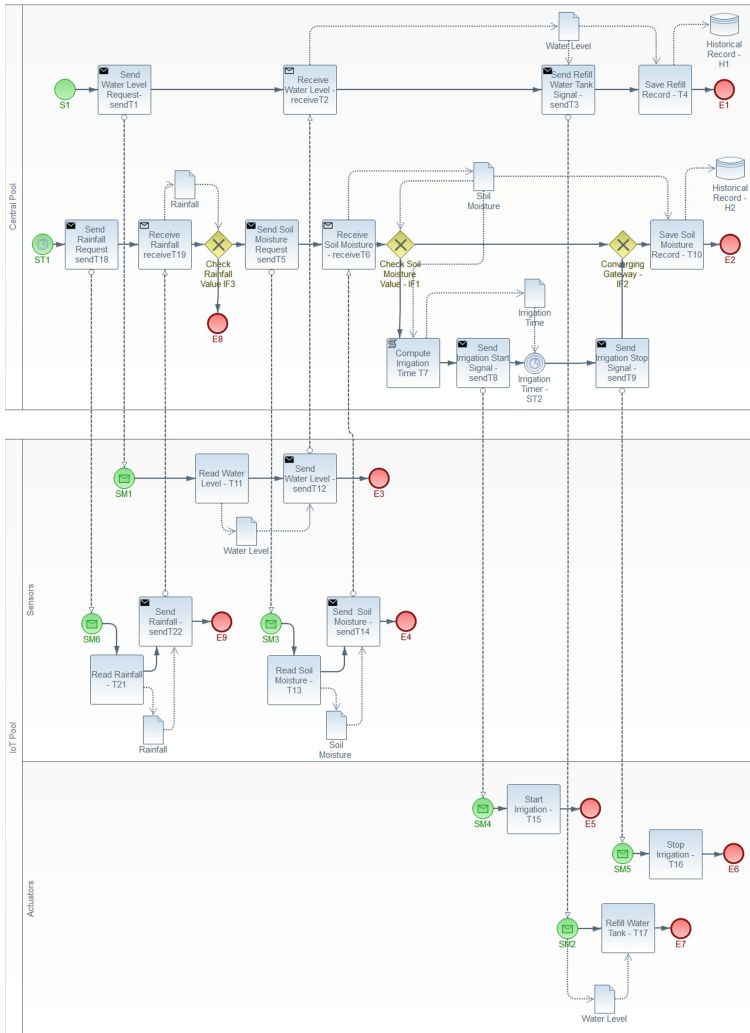 Central Pool
Water Level
Historical
Record -
H1
S1
Send
Water Level
Request-
sendT1
Receive
Water Level -
receiveT2
Send Refill
Water Tank
Signal -
sendT3
Save Refill
Record - T4
E1
Rainfall
Soil
Moisture
Historical
Record -
H2
ST1
Send
Rainfall
Request
sendT18
Receive
Rainfall
receiveT19
Check
Rainfall
Value IF3
Send Soil
Moisture
Request
sendT5
Receive
Soil Moisture
- receiveT6
Check Soil
Moisture
Value - IF1
Converging
Gateway -
IF2
Save Soil
Moisture
Record - T10
E2
E8
Irrigation
Time
Compute
Irrigation
Time T7
Send
Irrigation Start
Signal -
sendT8
Irrigation
Timer -
ST2
Send
Irrigation Stop
Signal -
sendT9
IoT Pool
Sensors
SM1
Read Water
Level - T11
Send
Water Level -
sendT12
E3
Water Level
SM6
Send
Rainfall -
sendT22
E9
SM3
Send  Soil
Moisture -
sendT14
E4
Read Rainfall
- T21
Read Soil
Moisture -
T13
Rainfall
Soil
Moisture
Actuators
SM4
Start
Irrigation -
T15
E5
SM5
Stop
Irrigation -
T16
E6
SM2
Refill Water
Tank - T17
E7
Water Level